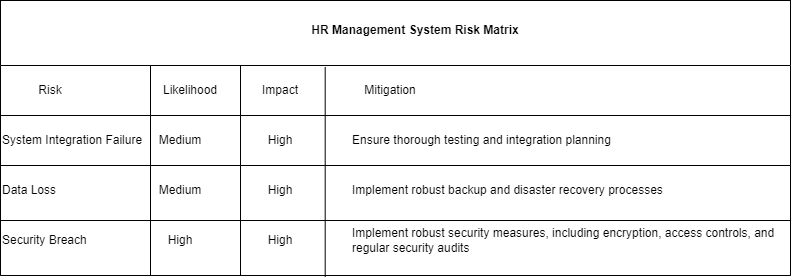 HR Management System Risk Matrix
Risk Likelihood Impact Mitigation
System Integration Failure Medium High Ensure thorough testing and integration planning
Data Loss Medium High Implement robust backup and disaster recovery processes
Security Breach High High Implement robust security measures, including encryption, access controls, and
regular security audits